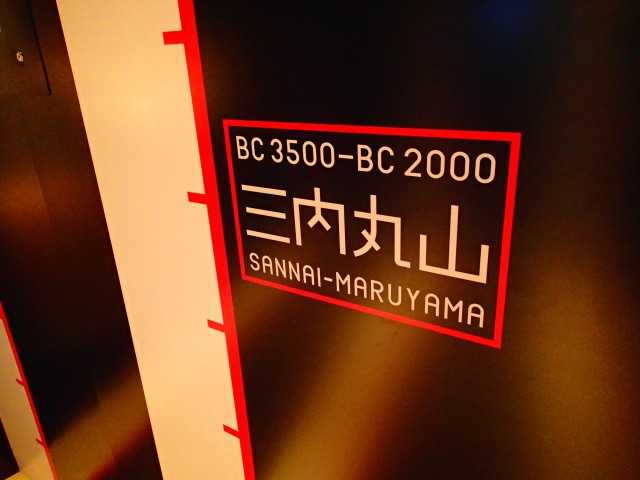 BC 3500–BC 2000
三内丸山
SANNAI-MARUYAMA